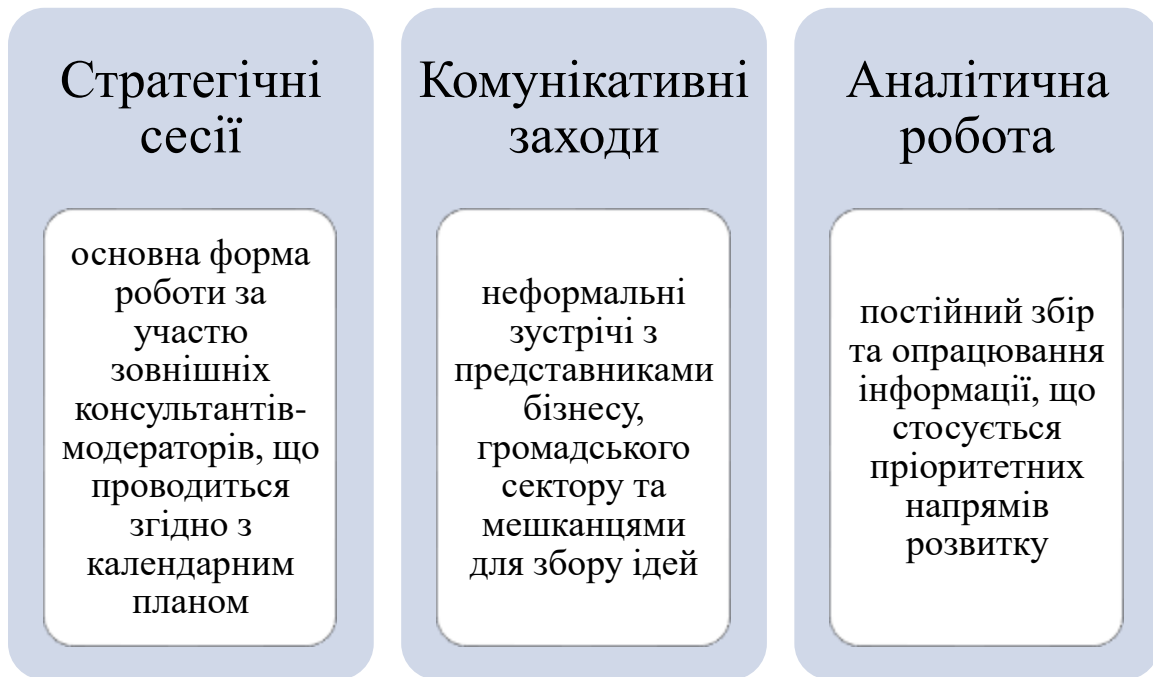 Стратегічні
сесії
основна форма
роботи за
участю
зовнішніх
консультантів-
модераторів, що
проводиться
згідно з
календарним
планом
Комунікативні
заходи
неформальні
зустрічі з
представниками
бізнесу,
громадського
сектору та
мешканцями
для збору ідей
Аналітична
робота
постійний збір
та опрацювання
інформації, що
стосується
пріоритетних
напрямів
розвитку